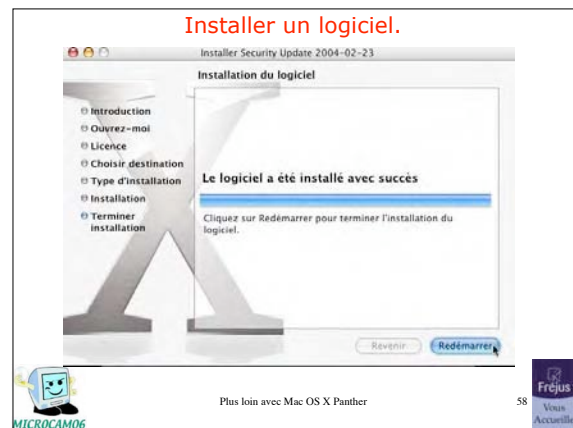 Installer un logiciel.
Installer Security Update 2004-02-23
Installation du logiciel
Introduction
Ouvrez-moi
Licence
Choisir destination
Type d'installation
Installation
Terminer
installation
Le logiciel a été installé avec succès
Cliquez sur Redémarrer pour terminer l'installation du
logiciel.
Revenir
Redémarrer
MICROCAM06
Plus loin avec Mac OS X Panther
58
Fréjus
Vous
Accueille